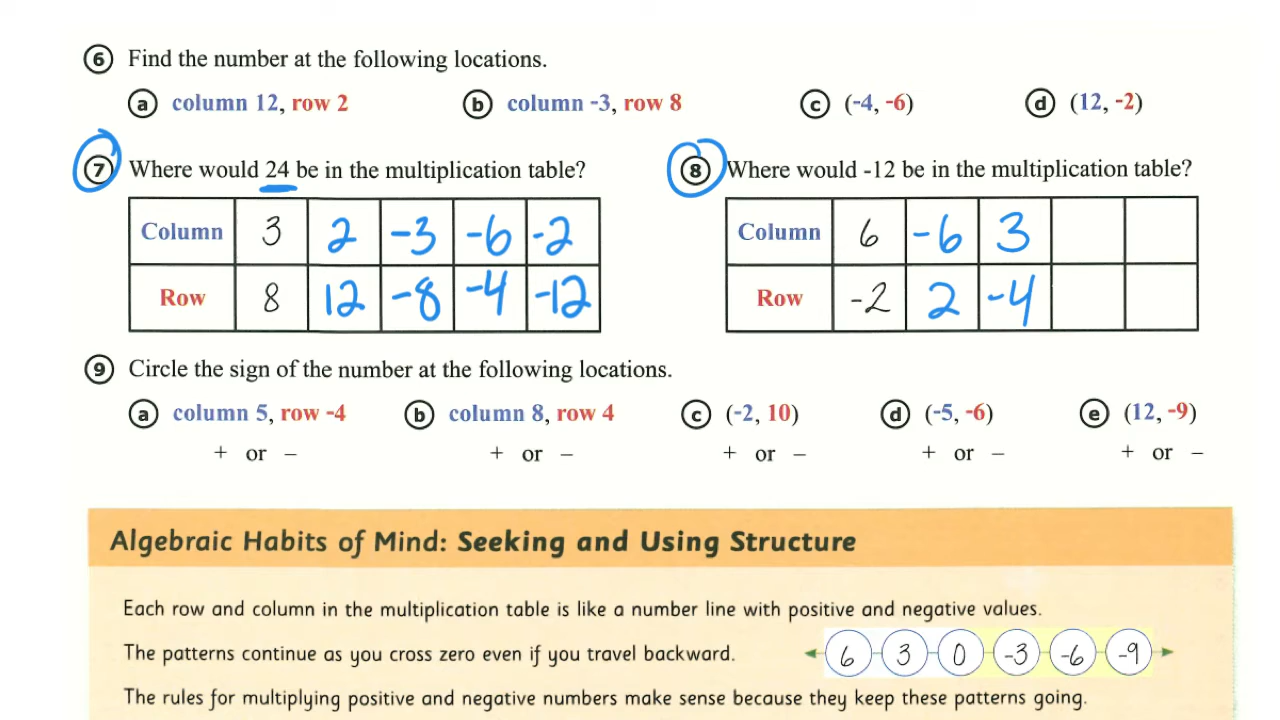 6 Find the number at the following locations.
a column 12, row 2 b column -3, row 8 c (-4, -6) d (12, -2)
7 Where would 24 be in the multiplication table? 8 Where would -12 be in the multiplication table?
Column 3 2 -3 -6 -2 Column 6 -6 3
Row 8 12 -8 -4 -12 Row -2 2 -4
9 Circle the sign of the number at the following locations.
a column 5, row -4 b column 8, row 4 c (-2, 10) d (-5, -6) e (12, -9)
+ or − + or − + or − + or − + or −
Algebraic Habits of Mind: Seeking and Using Structure
Each row and column in the multiplication table is like a number line with positive and negative values.
The patterns continue as you cross zero even if you travel backward. 6 3 0 -3 -6 -9
The rules for multiplying positive and negative numbers make sense because they keep these patterns going.